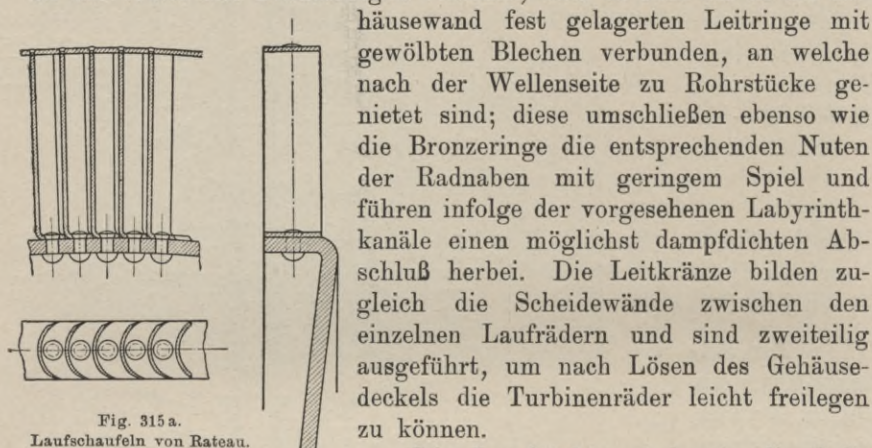 häusewand fest gelagerten Leitringe mit
gewölbten Blechen verbunden, an welche
nach der Wellenseite zu Rohrstücke ge-
nietet sind; diese umschließen ebenso wie
die Bronzeringe die entsprechenden Nuten
der Radnaben mit geringem Spiel und
führen infolge der vorgesehenen Labyrinth-
kanäle einen möglichst dampfdichten Ab-
schluß herbei. Die Leitkränze bilden zu-
gleich die Scheidewände zwischen den
einzelnen Laufrädern und sind zweiteilig
ausgeführt, um nach Lösen des Gehäuse-
deckels die Turbinenräder leicht freilegen
zu können.
Fig. 315 a.
Laufschaufeln von Rateau.